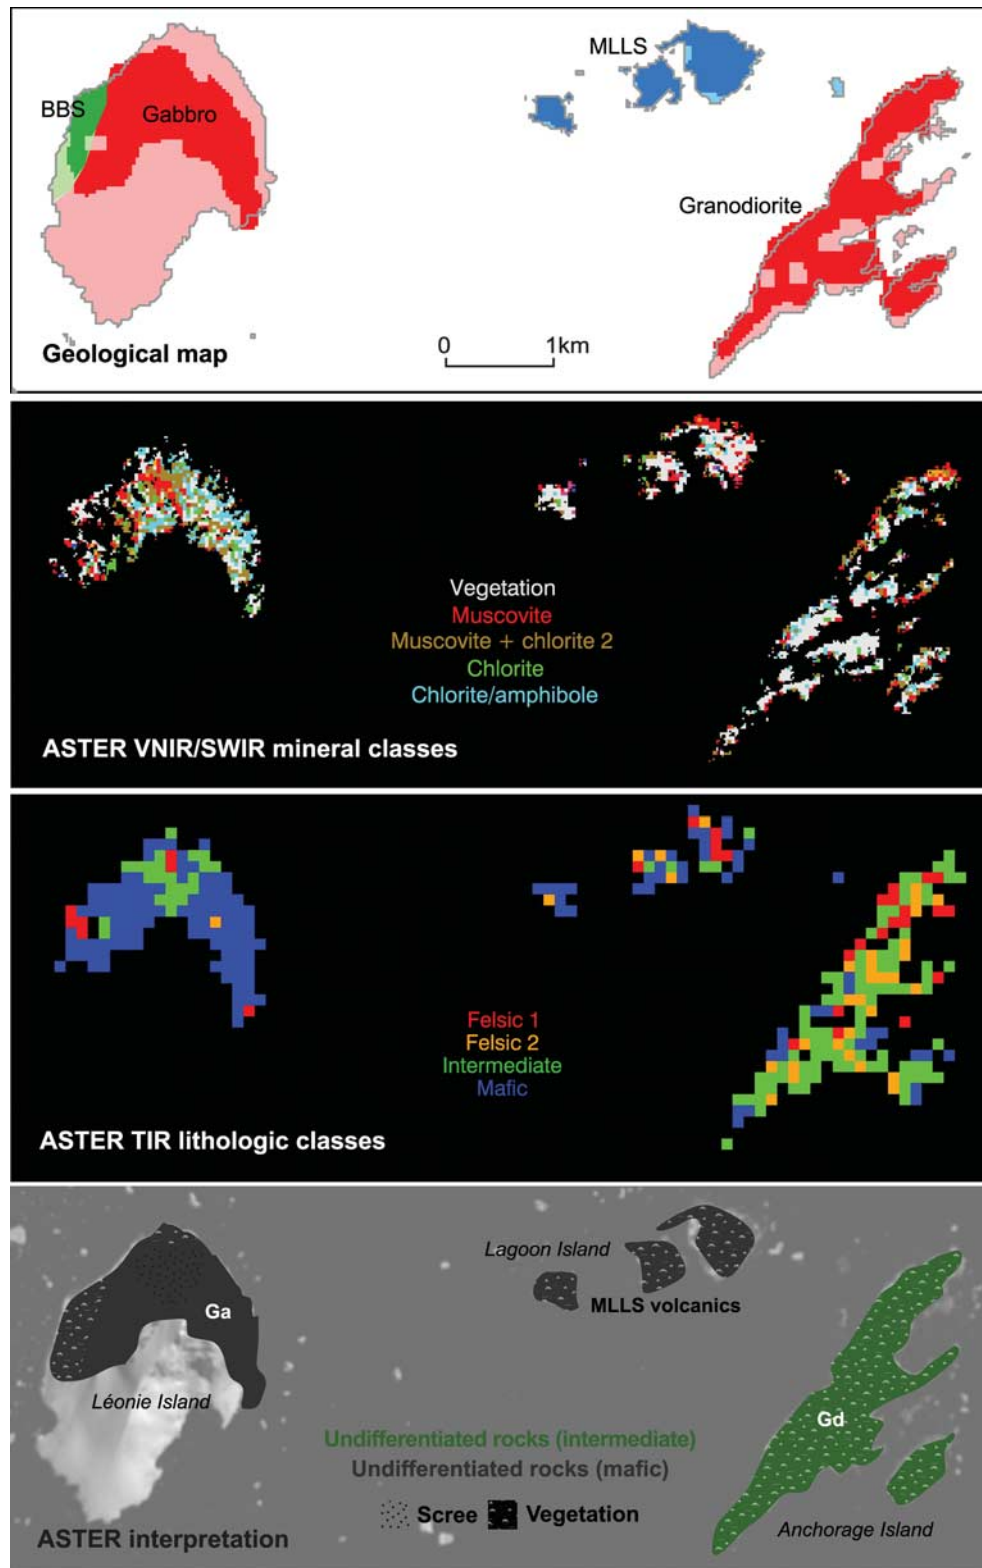 MLLS
BBS
Gabbro
Granodiorite
0 1km
Geological map
Vegetation
Muscovite
Muscovite + chlorite 2
Chlorite
Chlorite/amphibole
ASTER VNIR/SWIR mineral classes
Felsic 1
Felsic 2
Intermediate
Mafic
ASTER TIR lithologic classes
Lagoon Island
MLLS volcanics
Ga
Léonie Island
Gd
Undifferentiated rocks (intermediate)
Undifferentiated rocks (mafic)
Scree Vegetation
ASTER interpretation
Anchorage Island